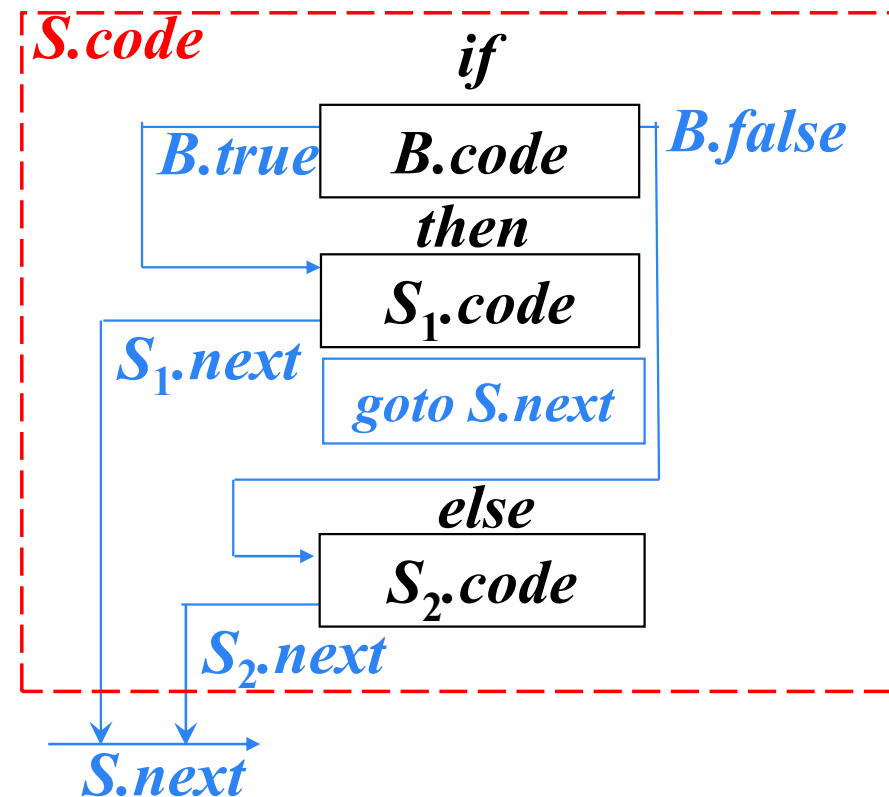 S.code
if
B.true
B.code
B.false
then
S₁.code
S₁.next
goto S.next
else
S₂.code
S₂.next
S.next